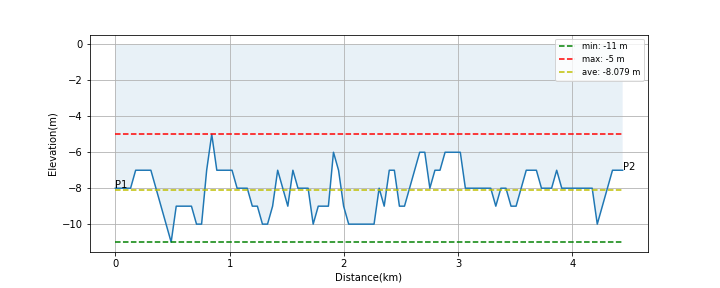 min: -11 m
max: -5 m
ave: -8.079 m
0
−2
−4
−6
−8
−10
Elevation(m)
P1
P2
0
1
2
3
4
Distance(km)